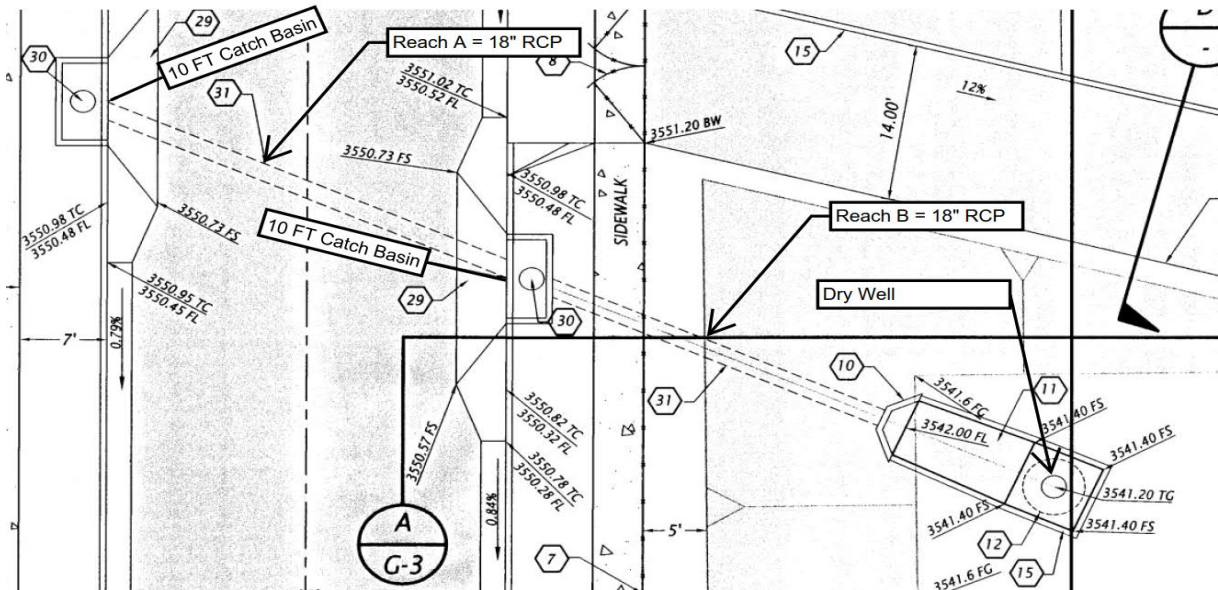 29
10 FT Catch Basin
30
Reach A = 18" RCP
31
3551.02 TC
3550.52 FL
8
15
12%
14.00'
3551.20 BW
3550.73 FS
3550.98 TC
3550.48 FL
SIDEWALK
3550.98 TC
3550.48 FL
3550.73 FS
10 FT Catch Basin
29
30
Reach B = 18" RCP
Dry Well
3550.95 TC
3550.45 FL
7'
0.79%
31
10
3541.6 FG
11
3542.00 FL
3541.40 FS
3541.40 FS
3541.20 TG
3541.40 FS
3541.40 FS
12
15
3541.6 FG
3550.57 FS
3550.82 TC
3550.32 FL
3550.78 TC
3550.28 FL
0.84%
A
G-3
5'
7